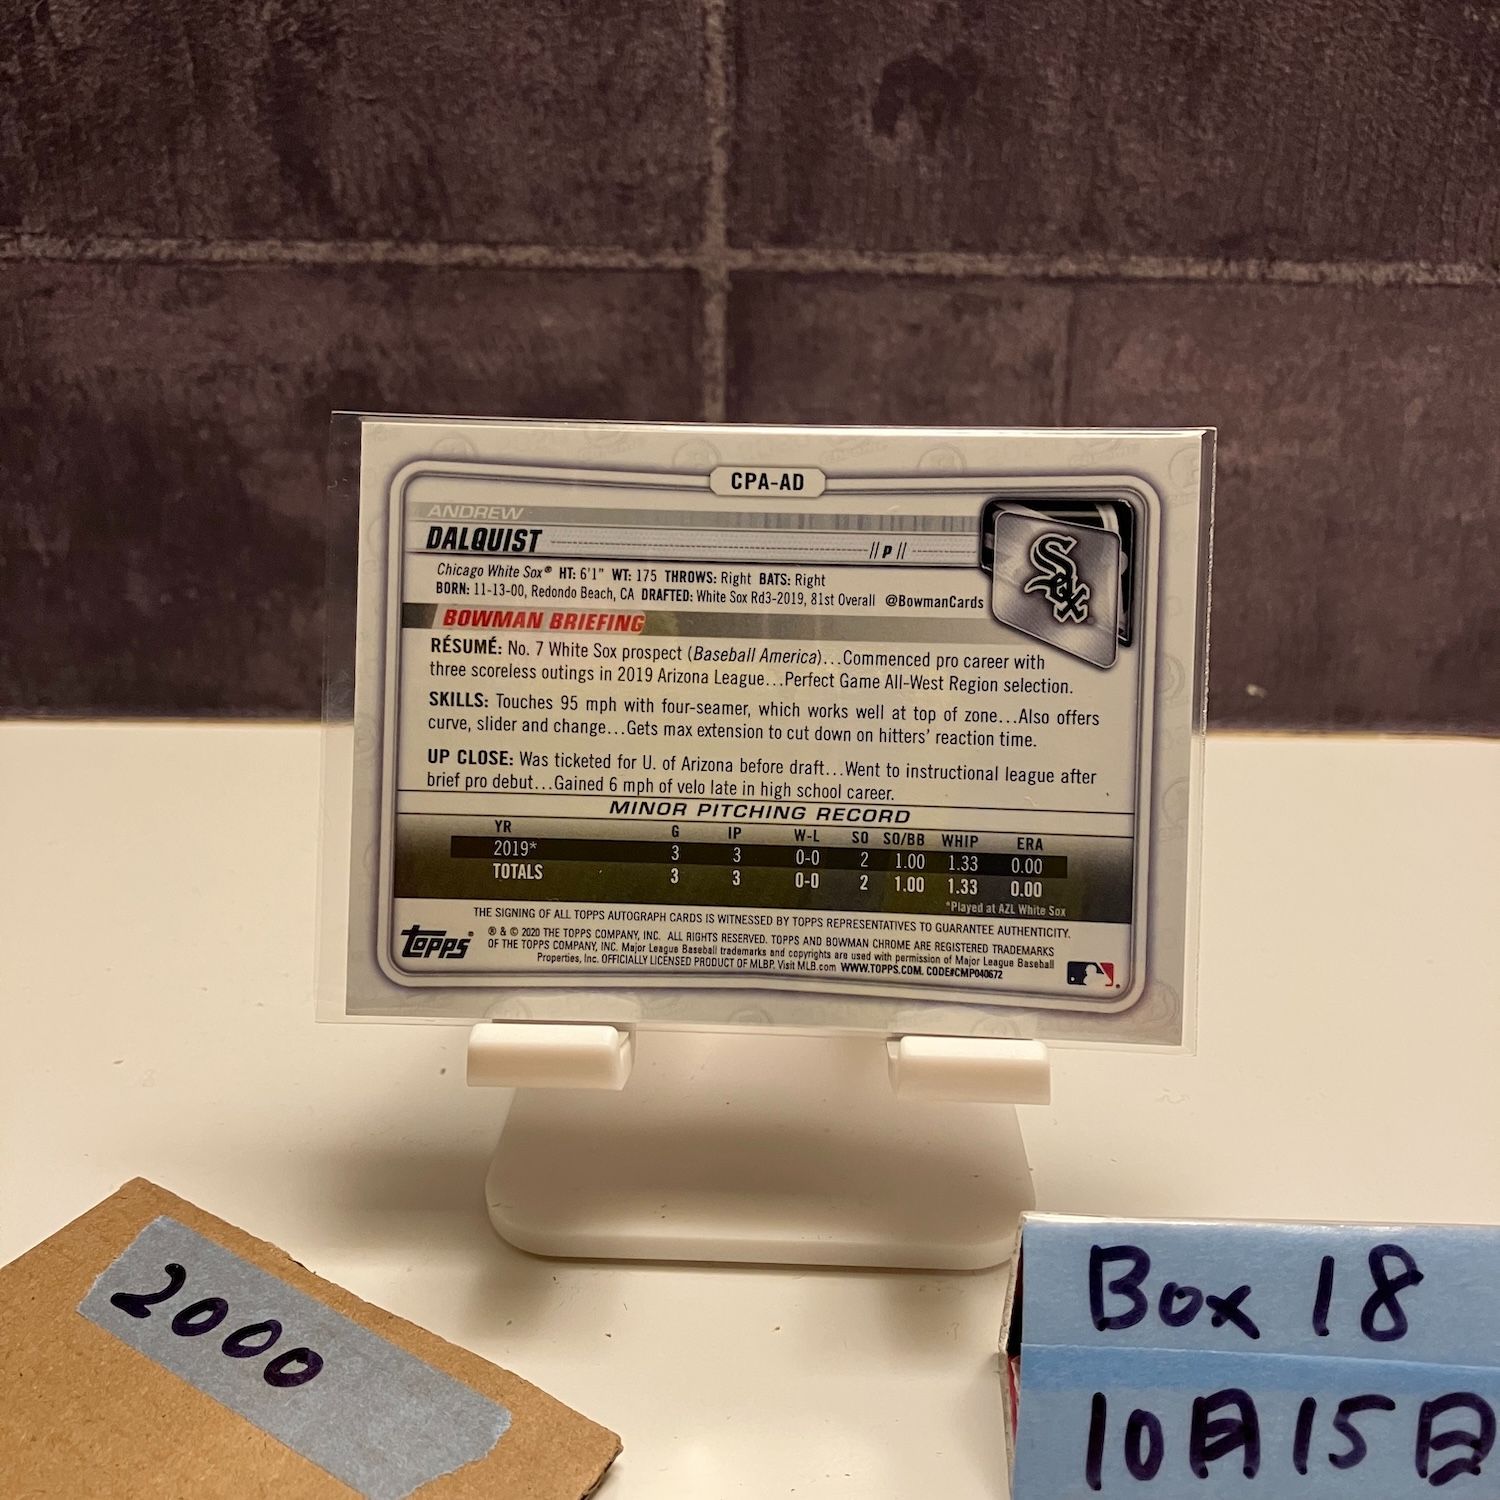 CPA-AD
ANDREW
DALQUIST
//P//
Chicago White Sox® HT: 6'1" WT: 175 THROWS: Right BATS: Right
BORN: 11-13-00, Redondo Beach, CA DRAFTED: White Sox Rd3-2019, 81st Overall @BowmanCards
Sox
BOWMAN BRIEFING
RÉSUMÉ: No. 7 White Sox prospect (Baseball America)...Commenced pro career with
three scoreless outings in 2019 Arizona League...Perfect Game All-West Region selection.
SKILLS: Touches 95 mph with four-seamer, which works well at top of zone...Also offers
curve, slider and change...Gets max extension to cut down on hitters' reaction time.
UP CLOSE: Was ticketed for U. of Arizona before draft...Went to instructional league after
brief pro debut...Gained 6 mph of velo late in high school career.
MINOR PITCHING RECORD
YR G IP W-L SO SO/BB WHIP ERA
2019* 3 3 0-0 2 1.00 1.33 0.00
TOTALS 3 3 0-0 2 1.00 1.33 0.00
*Played at AZL White Sox
THE SIGNING OF ALL TOPPS AUTOGRAPH CARDS IS WITNESSED BY TOPPS REPRESENTATIVES TO GUARANTEE AUTHENTICITY.
Topps®
® & © 2020 THE TOPPS COMPANY, INC. ALL RIGHTS RESERVED. TOPPS AND BOWMAN CHROME ARE REGISTERED TRADEMARKS
OF THE TOPPS COMPANY, INC. Major League Baseball trademarks and copyrights are used with permission of Major League Baseball
Properties, Inc. OFFICIALLY LICENSED PRODUCT OF MLBP. Visit MLB.com WWW.TOPPS.COM. CODE#CMP040672
2000
Box 18
10月15日